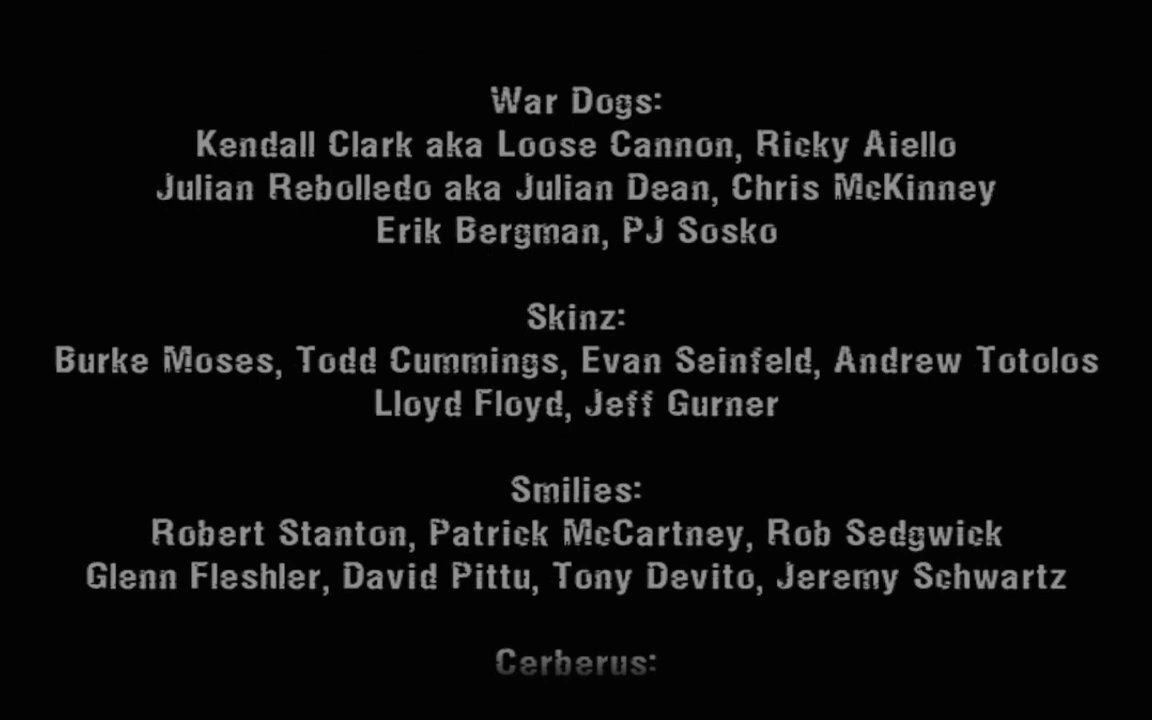 War Dogs:
Kendall Clark aka Loose Cannon, Ricky Aiello
Julian Rebolledo aka Julian Dean, Chris McKinney
Erik Bergman, PJ Sosko
Skinz:
Burke Moses, Todd Cummings, Evan Seinfeld, Andrew Totolos
Lloyd Floyd, Jeff Gurner
Smilies:
Robert Stanton, Patrick McCartney, Rob Sedgwick
Glenn Fleshler, David Pittu, Tony Devito, Jeremy Schwartz
Cerberus: